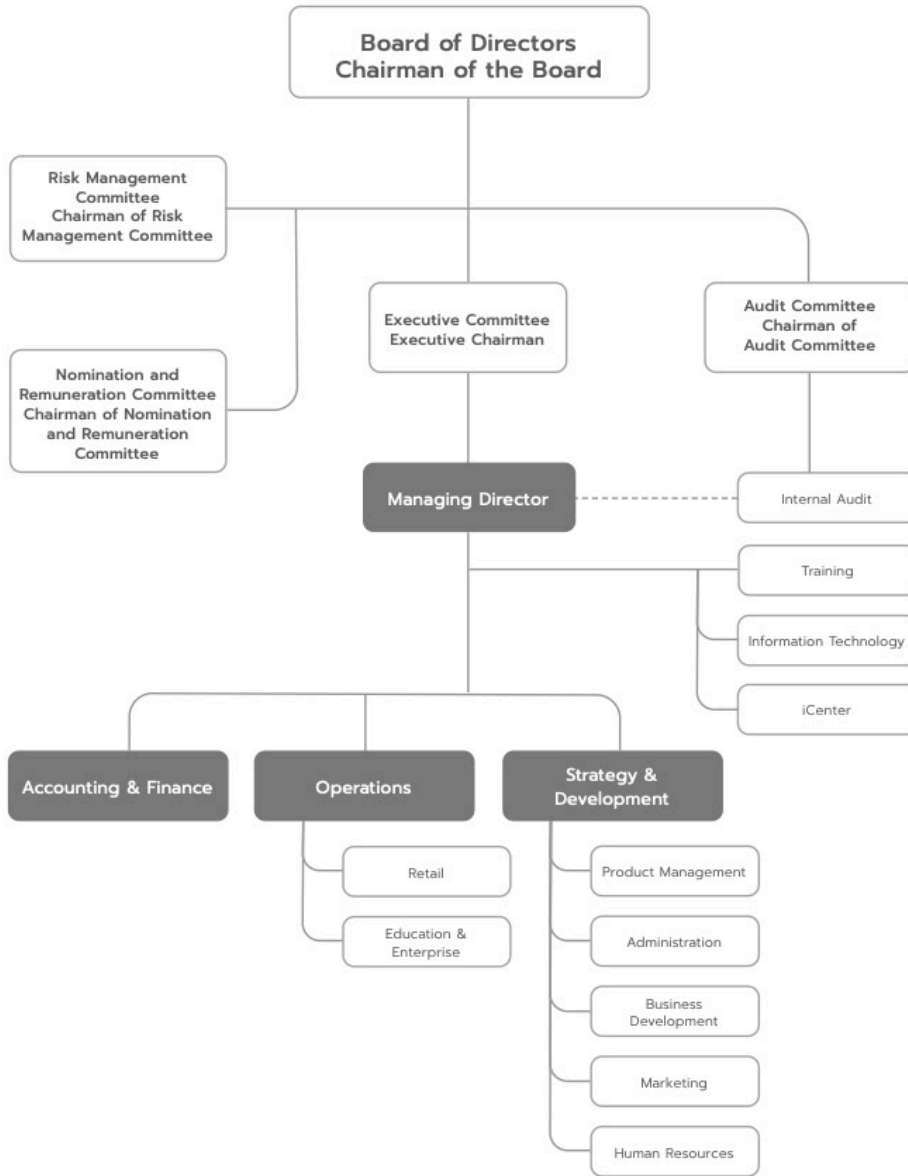 Board of Directors
Chairman of the Board
Risk Management
Committee
Chairman of Risk
Management Committee
Executive Committee
Executive Chairman
Audit Committee
Chairman of
Audit Committee
Nomination and
Remuneration Committee
Chairman of Nomination
and Remuneration
Committee
Managing Director
Internal Audit
Training
Information Technology
iCenter
Accounting & Finance
Operations
Strategy &
Development
Retail
Education &
Enterprise
Product Management
Administration
Business
Development
Marketing
Human Resources